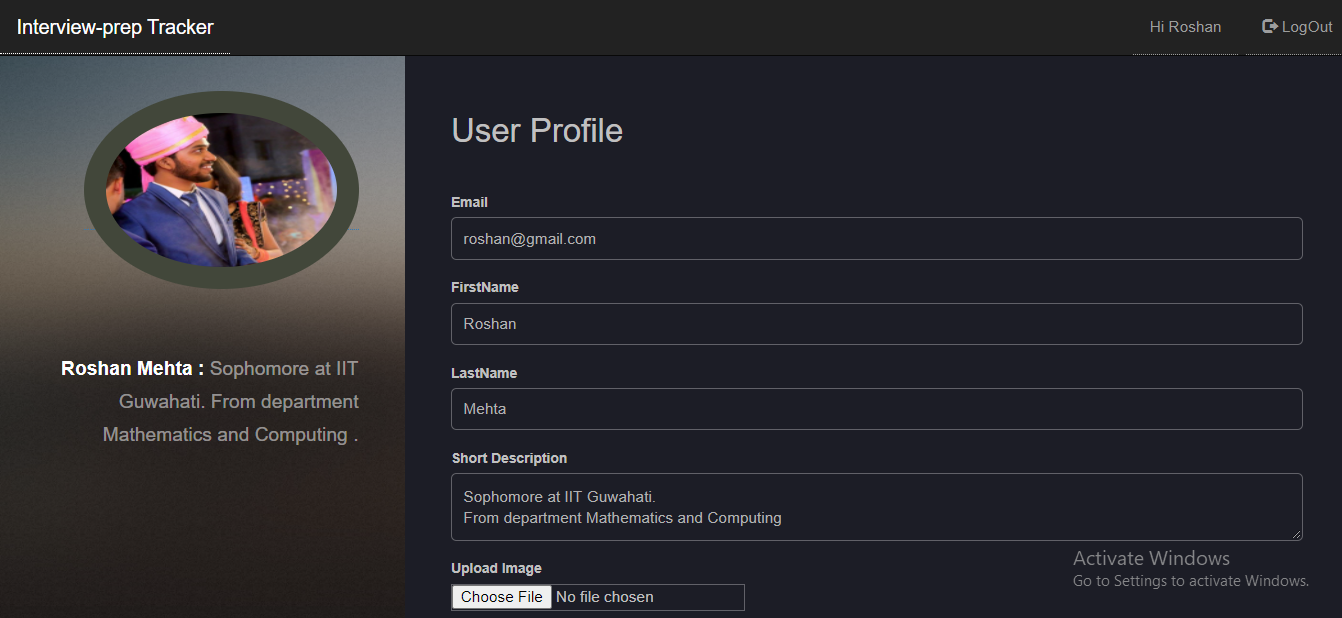 Interview-prep Tracker
Hi Roshan
LogOut
Roshan Mehta : Sophomore at IIT
Guwahati. From department
Mathematics and Computing .
User Profile
Email
roshan@gmail.com
FirstName
Roshan
LastName
Mehta
Short Description
Sophomore at IIT Guwahati.
From department Mathematics and Computing
Upload Image
Choose File No file chosen
Activate Windows
Go to Settings to activate Windows.